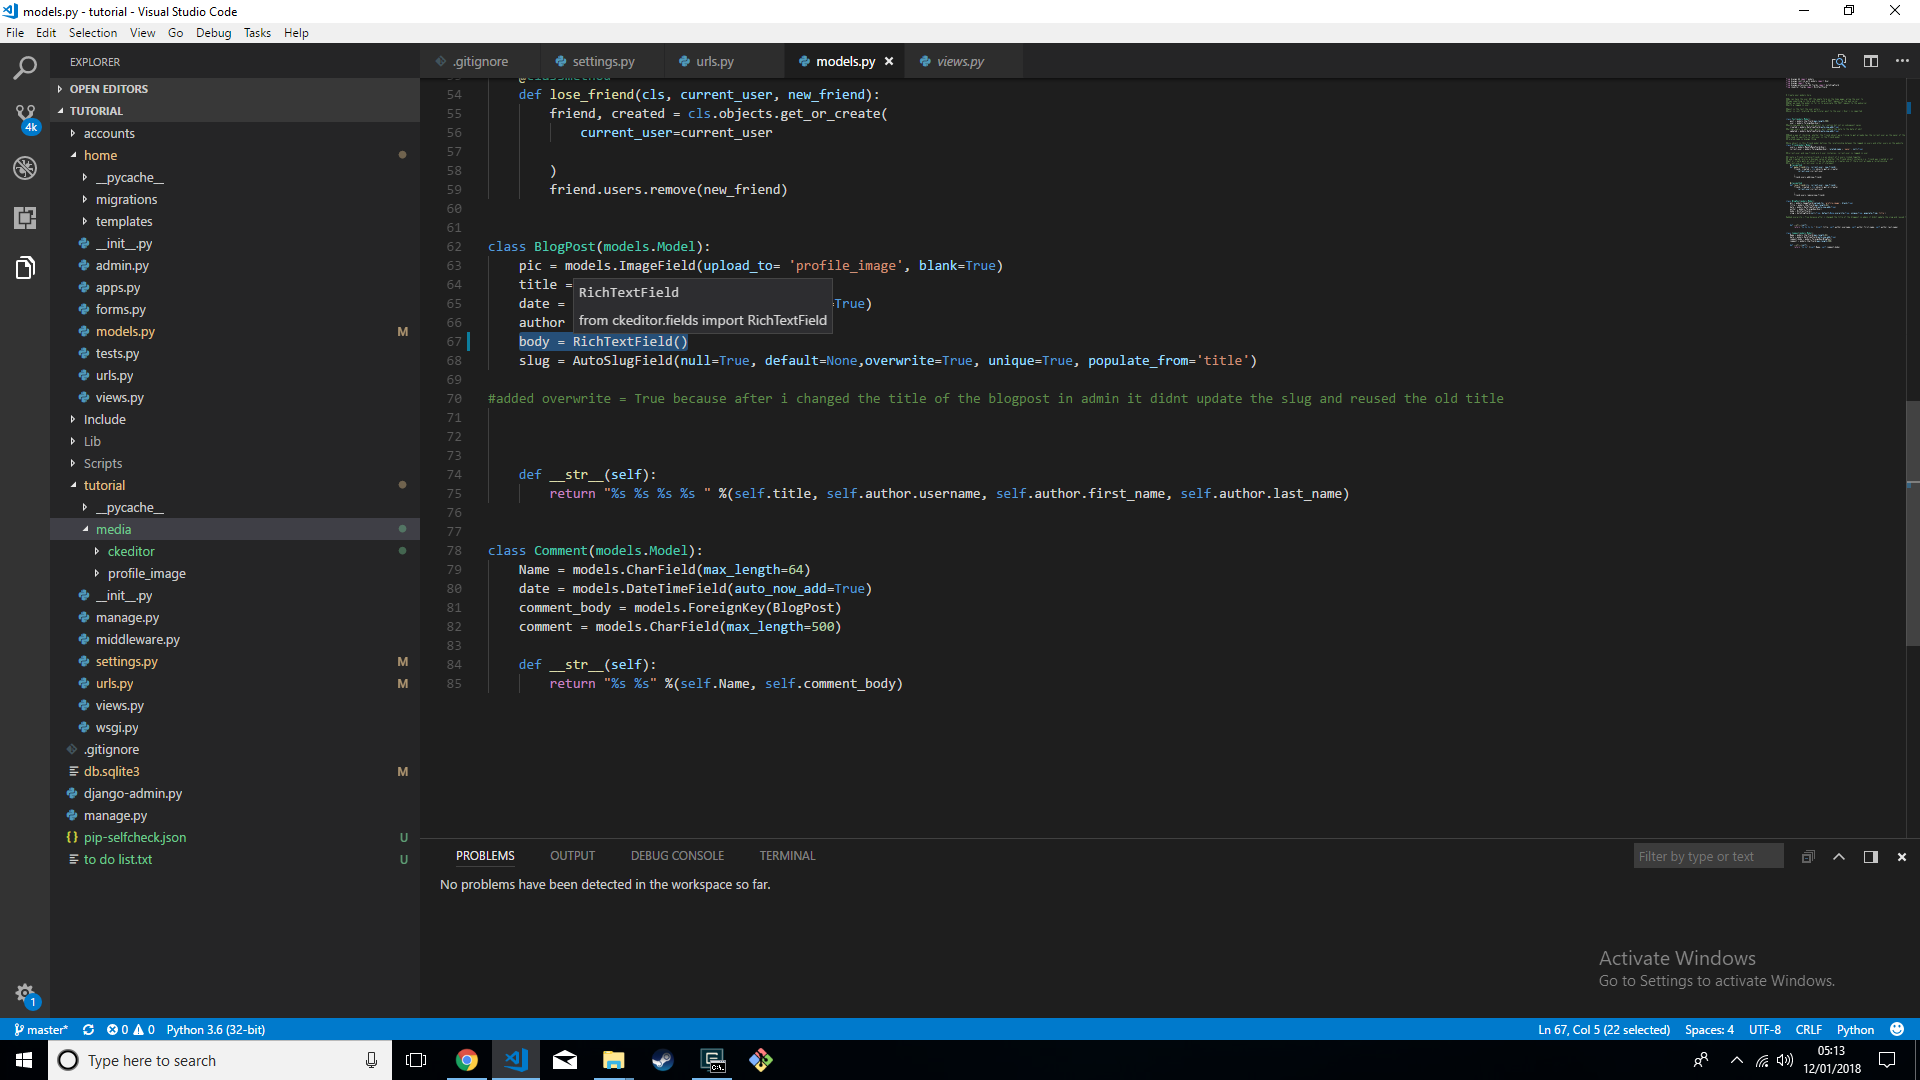 models.py - tutorial - Visual Studio Code
File Edit Selection View Go Debug Tasks Help
EXPLORER
.gitignore settings.py urls.py models.py views.py
OPEN EDITORS
TUTORIAL
accounts
home
__pycache__
migrations
templates
__init__.py
admin.py
apps.py
forms.py
models.py M
tests.py
urls.py
views.py
Include
Lib
Scripts
tutorial
__pycache__
media
ckeditor
profile_image
__init__.py
manage.py
middleware.py
settings.py M
urls.py M
views.py
wsgi.py
.gitignore
db.sqlite3 M
django-admin.py
manage.py
pip-selfcheck.json U
to do list.txt U
4k
1
53 @classmethod
54 def lose_friend(cls, current_user, new_friend):
55 friend, created = cls.objects.get_or_create(
56 current_user=current_user
57
58 )
59 friend.users.remove(new_friend)
60
61
62 class BlogPost(models.Model):
63 pic = models.ImageField(upload_to= 'profile_image', blank=True)
64 title =
65 date = =True)
66 author
RichTextField
from ckeditor.fields import RichTextField
67 body = RichTextField()
68 slug = AutoSlugField(null=True, default=None,overwrite=True, unique=True, populate_from='title')
69
70 #added overwrite = True because after i changed the title of the blogpost in admin it didnt update the slug and reused the old title
71
72
73
74 def __str__(self):
75 return "%s %s %s %s " %(self.title, self.author.username, self.author.first_name, self.author.last_name)
76
77
78 class Comment(models.Model):
79 Name = models.CharField(max_length=64)
80 date = models.DateTimeField(auto_now_add=True)
81 comment_body = models.ForeignKey(BlogPost)
82 comment = models.CharField(max_length=500)
83
84 def __str__(self):
85 return "%s %s" %(self.Name, self.comment_body)
PROBLEMS OUTPUT DEBUG CONSOLE TERMINAL Filter by type or text
No problems have been detected in the workspace so far.
Activate Windows
Go to Settings to activate Windows.
master* 0 0 Python 3.6 (32-bit) Ln 67, Col 5 (22 selected) Spaces: 4 UTF-8 CRLF Python
Type here to search
05:13
12/01/2018